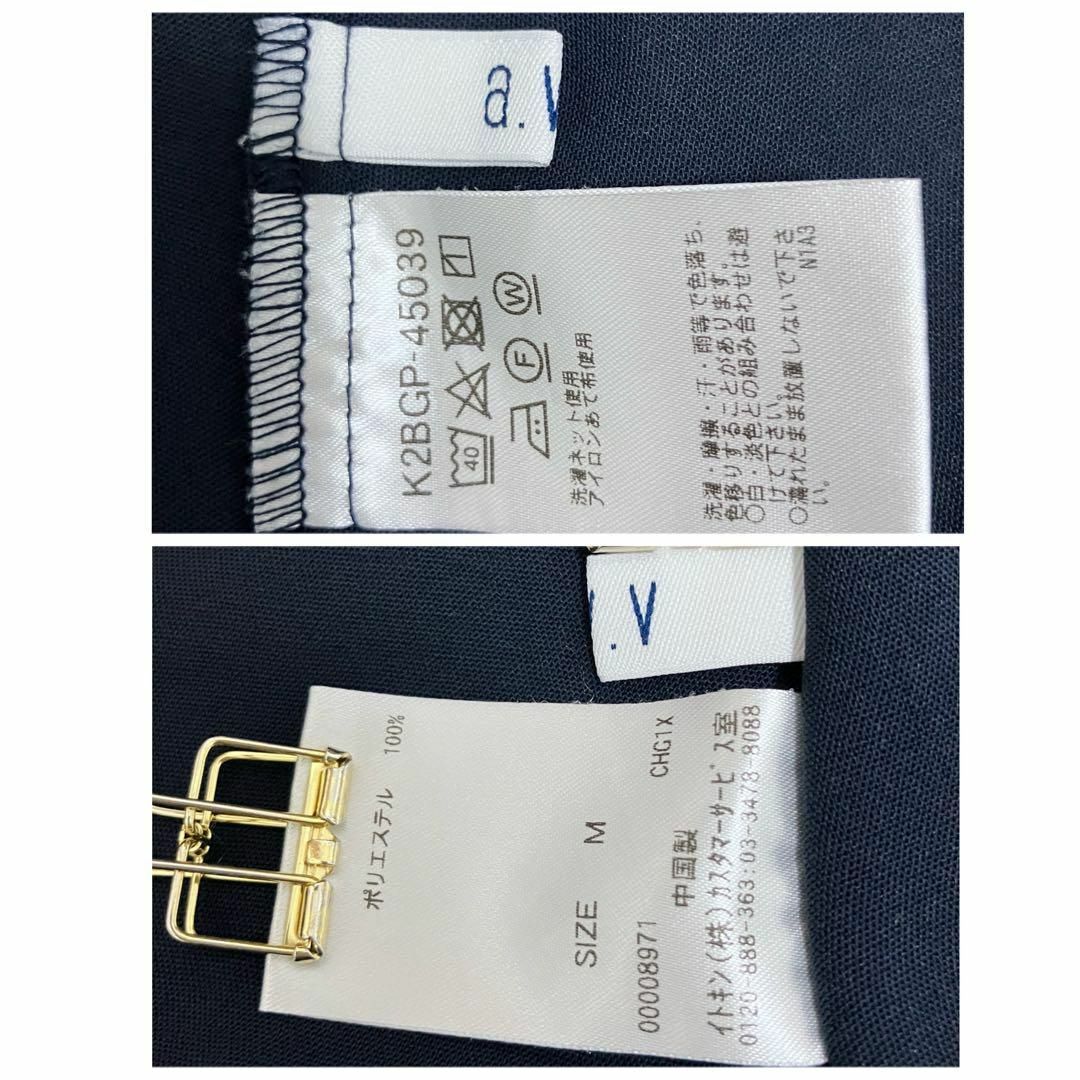 a.V
K2BGP-45039
40
F
W
洗濯ネット使用
アイロンあて布使用
洗濯・摩擦・汗・雨等で色落ち、
色移りすることがあります。
○白・淡色との組み合わせは避
けて下さい。
○濡れたまま放置しないで下さ
い。
N1A3
.V
ポリエステル 100%
SIZE M
00008971 CHG1X
中国製
イトキン(株)カスタマーサービス室
0120-888-363:03-3478-8088